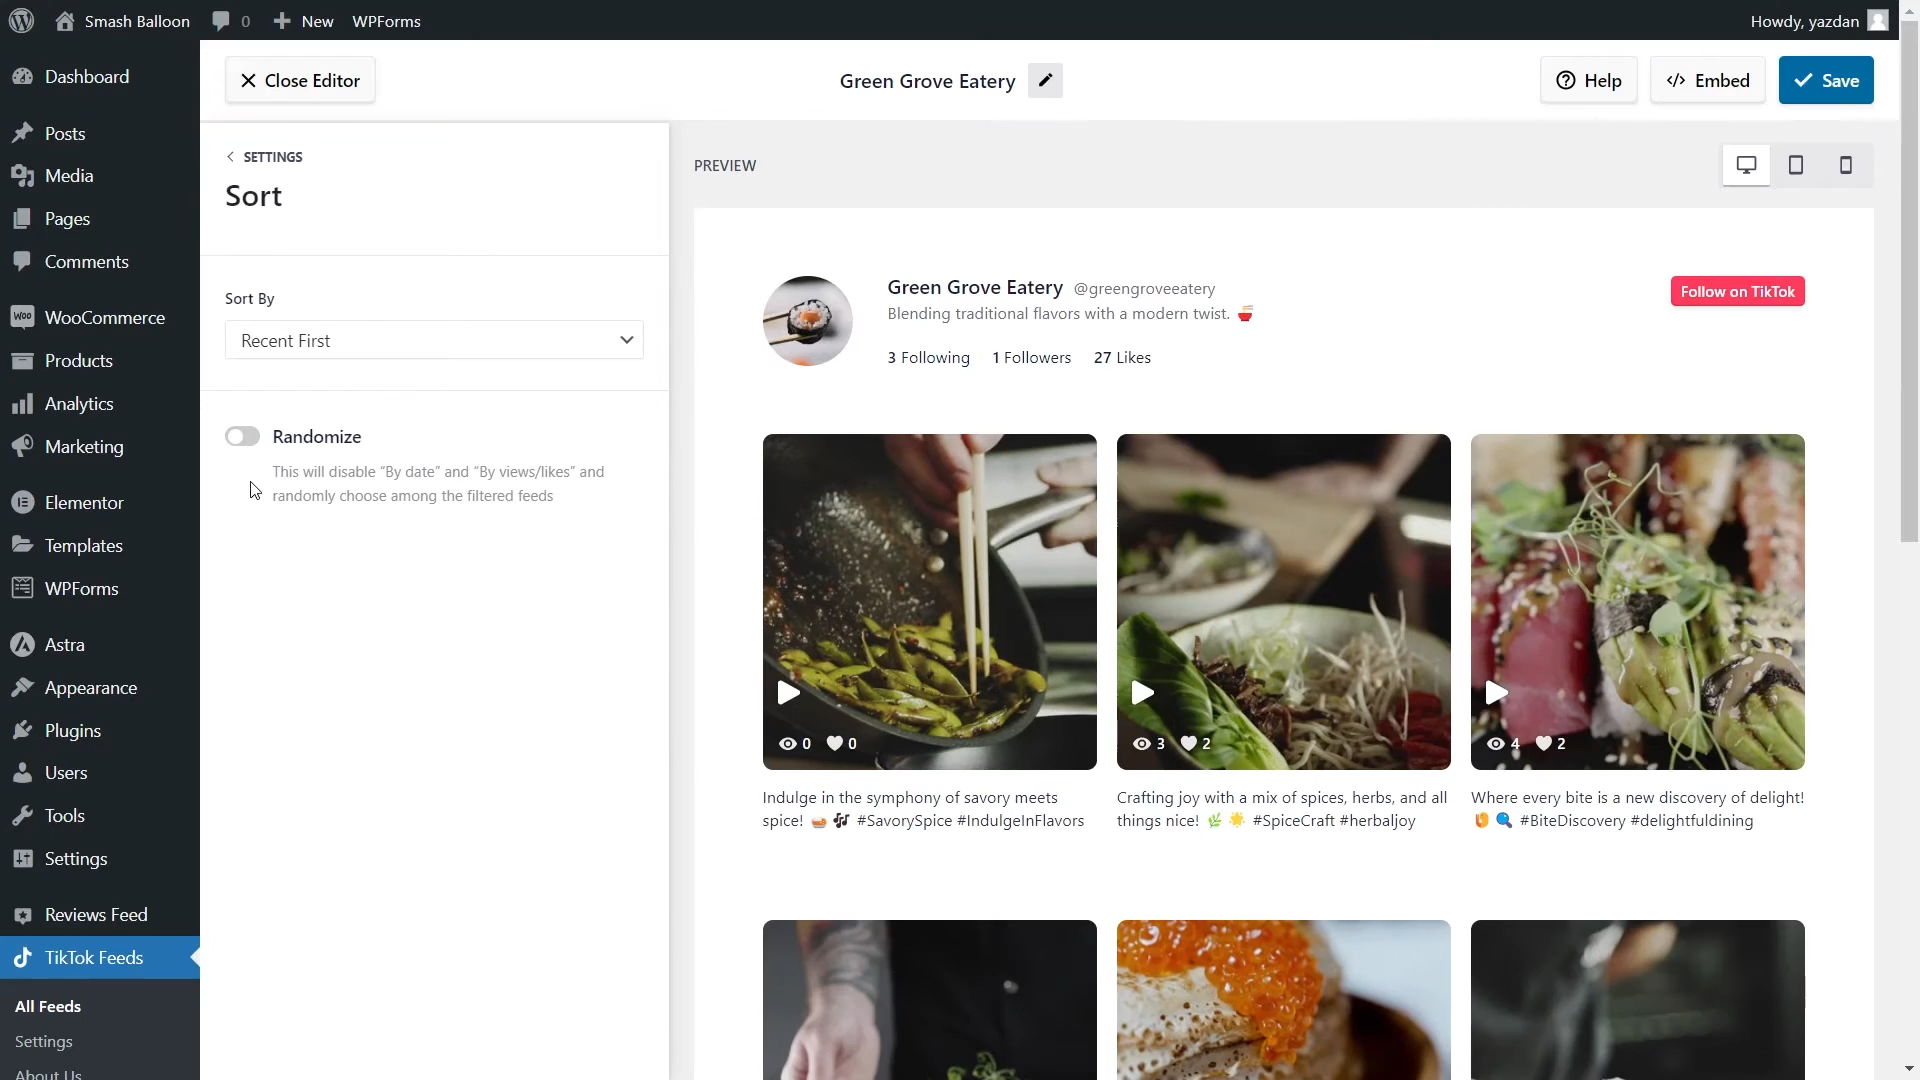 Smash Balloon
0
New
WPForms
Howdy, yazdan
Dashboard
Posts
Media
Pages
Comments
WooCommerce
Products
Analytics
Marketing
Elementor
Templates
WPForms
Astra
Appearance
Plugins
Users
Tools
Settings
Reviews Feed
TikTok Feeds
All Feeds
Settings
About Us
Close Editor
Green Grove Eatery
Help
Embed
Save
SETTINGS
Sort
Sort By
Recent First
Randomize
This will disable “By date” and “By views/likes” and
randomly choose among the filtered feeds
PREVIEW
Green Grove Eatery @greengroveeatery
Blending traditional flavors with a modern twist. 🍜
3 Following 1 Followers 27 Likes
Follow on TikTok
0 0
Indulge in the symphony of savory meets
spice! 🍛 🎶 #SavorySpice #IndulgeInFlavors
3 2
Crafting joy with a mix of spices, herbs, and all
things nice! 🌿 🌟 #SpiceCraft #herbaljoy
4 2
Where every bite is a new discovery of delight!
🍤 🔍 #BiteDiscovery #delightfuldining